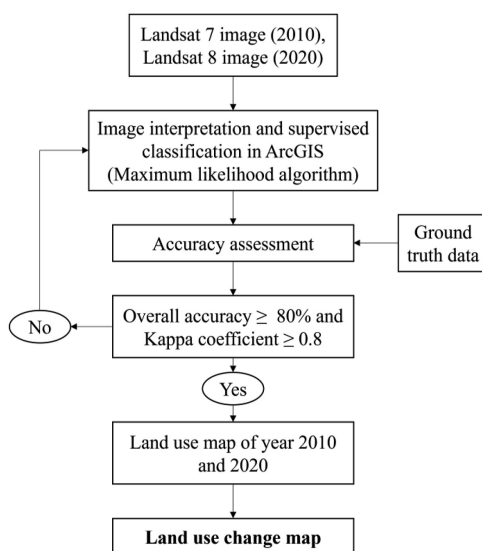 Landsat 7 image (2010),
Landsat 8 image (2020)
Image interpretation and supervised
classification in ArcGIS
(Maximum likelihood algorithm)
Accuracy assessment
Ground
truth data
Overall accuracy ≥ 80% and
Kappa coefficient ≥ 0.8
No
Yes
Land use map of year 2010
and 2020
Land use change map